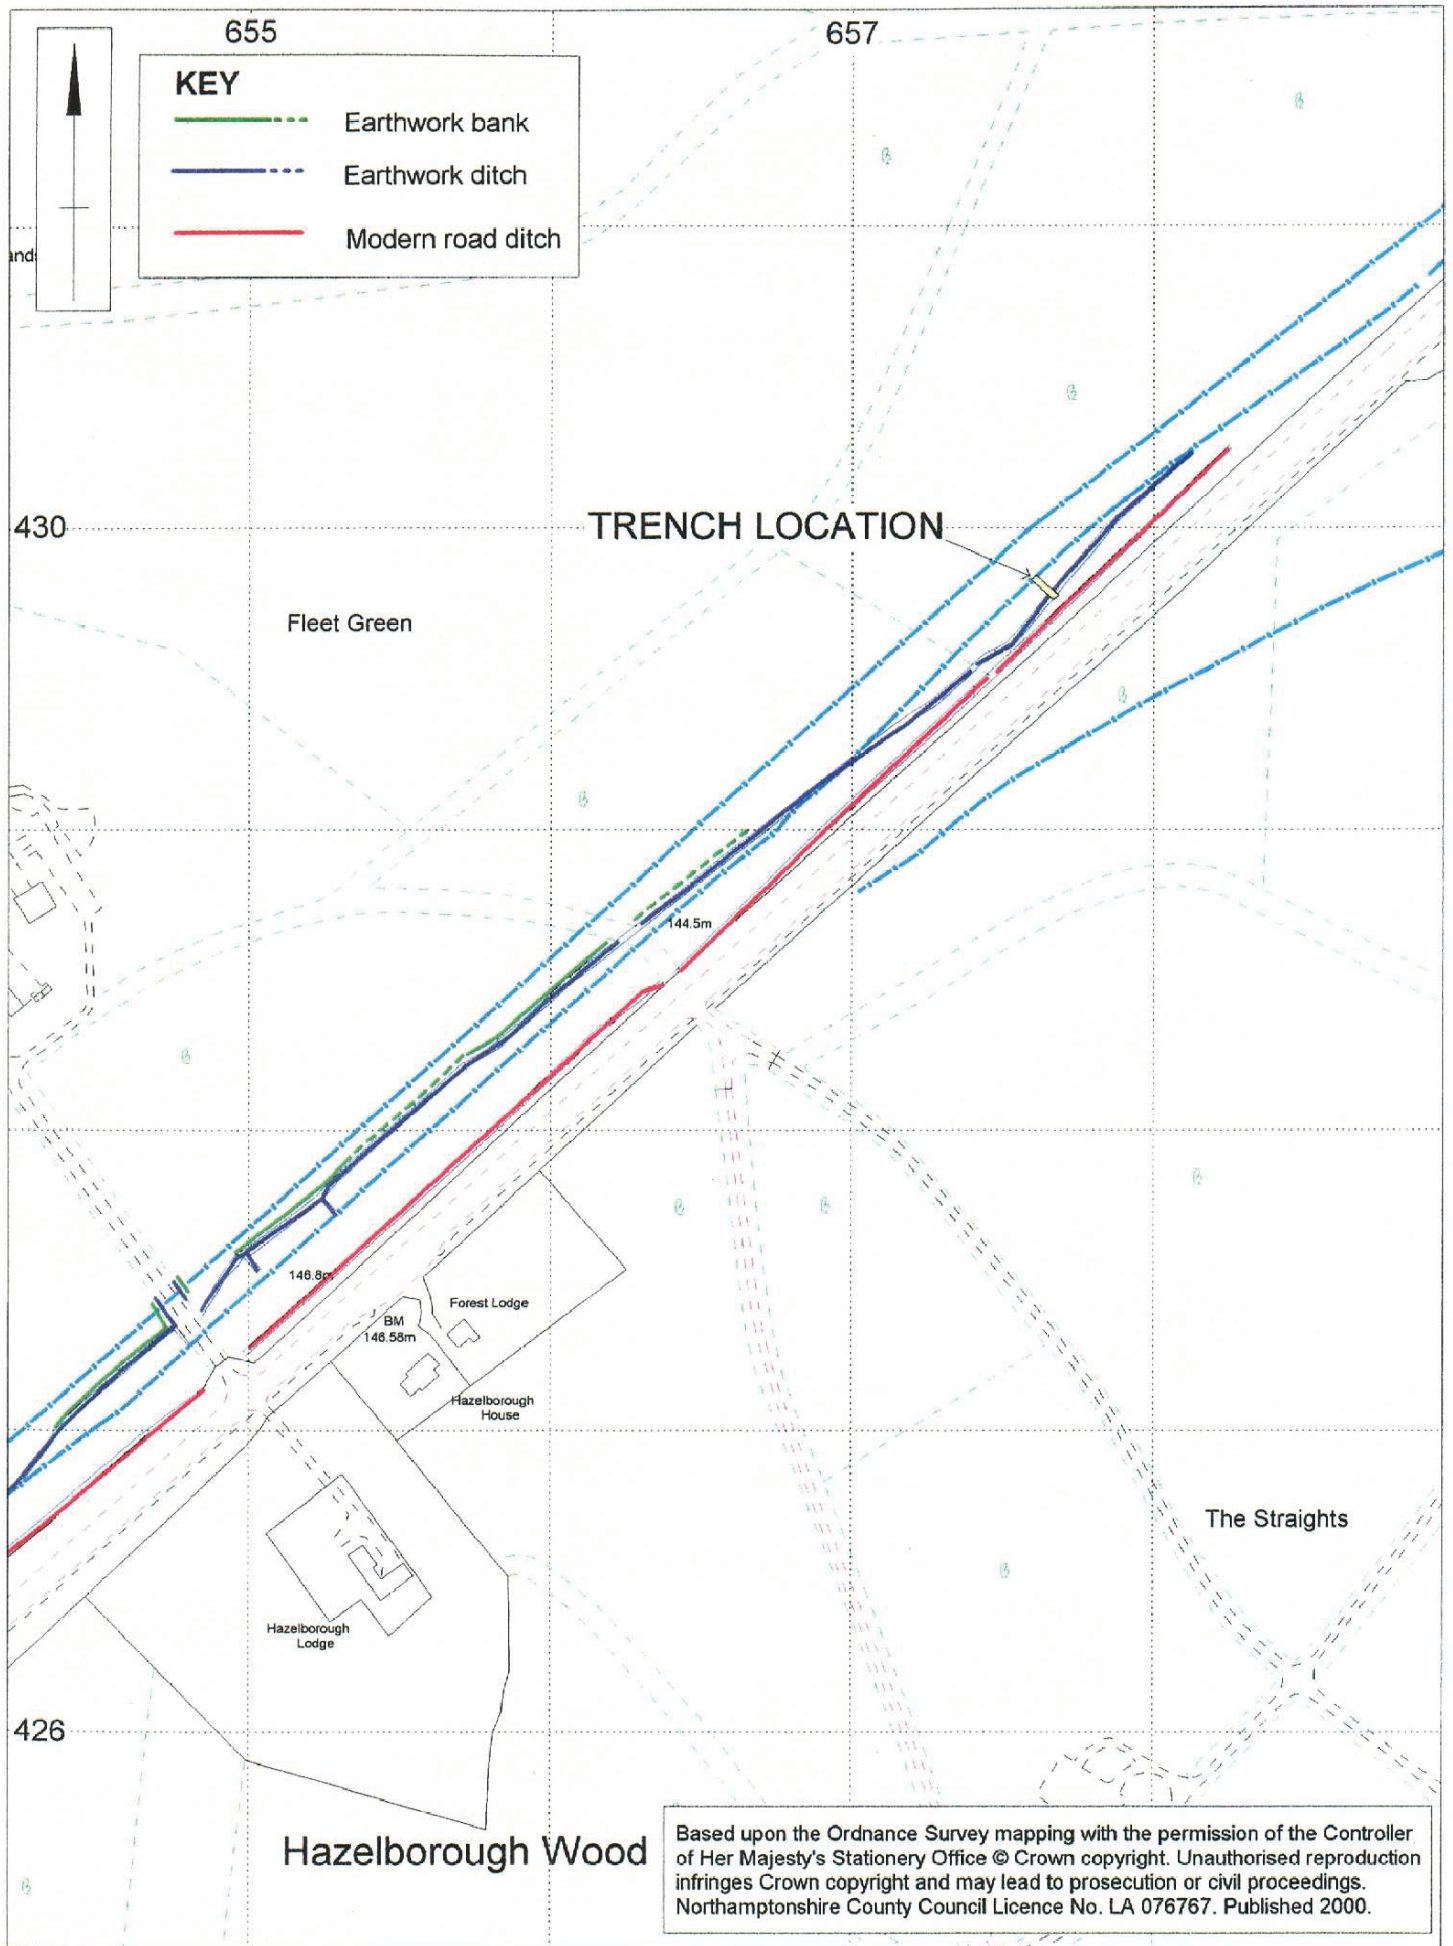 655
657
KEY
Earthwork bank
Earthwork ditch
Modern road ditch
430
TRENCH LOCATION
Fleet Green
144.5m
146.8m
Forest Lodge
BM
146.58m
Hazelborough
House
The Straights
Hazelborough
Lodge
426
Hazelborough Wood
Based upon the Ordnance Survey mapping with the permission of the Controller
of Her Majesty's Stationery Office © Crown copyright. Unauthorised reproduction
infringes Crown copyright and may lead to prosecution or civil proceedings.
Northamptonshire County Council Licence No. LA 076767. Published 2000.